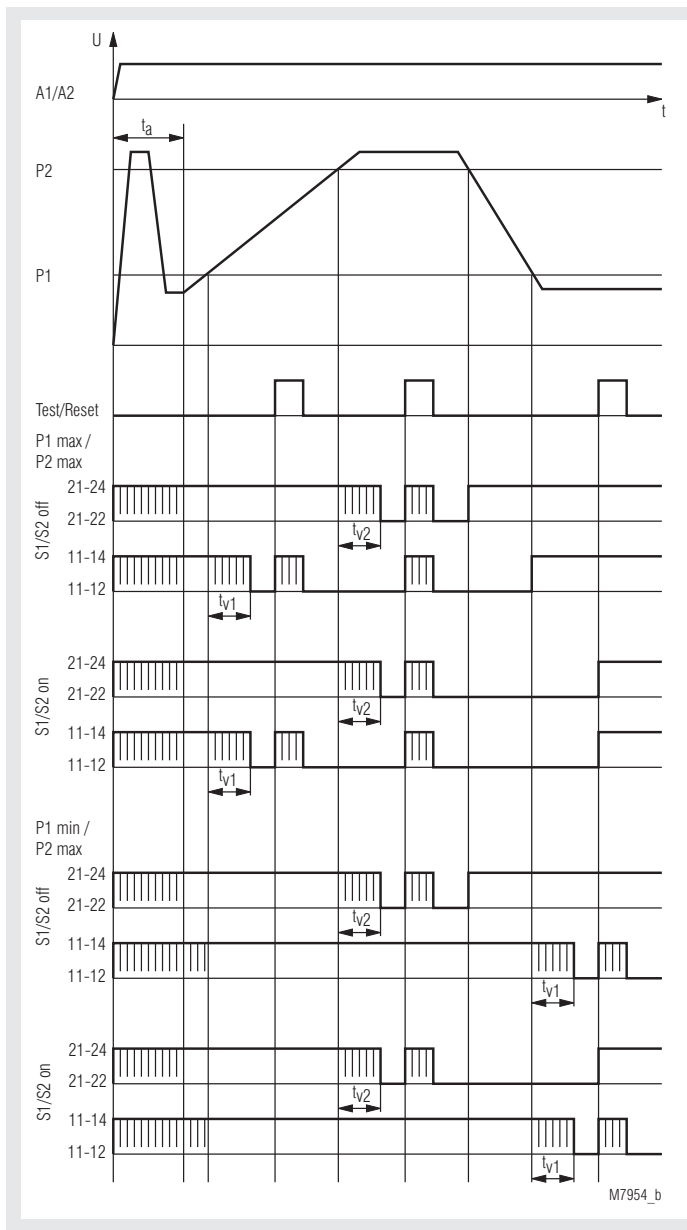 U
A1/A2
t
ta
P2
P1
Test/Reset
P1 max /
P2 max
S1/S2 off
21-24
21-22
tv2
11-14
11-12
tv1
S1/S2 on
21-24
21-22
tv2
11-14
11-12
tv1
P1 min /
P2 max
S1/S2 off
21-24
21-22
tv2
11-14
11-12
tv1
S1/S2 on
21-24
21-22
tv2
11-14
11-12
tv1
M7954_b